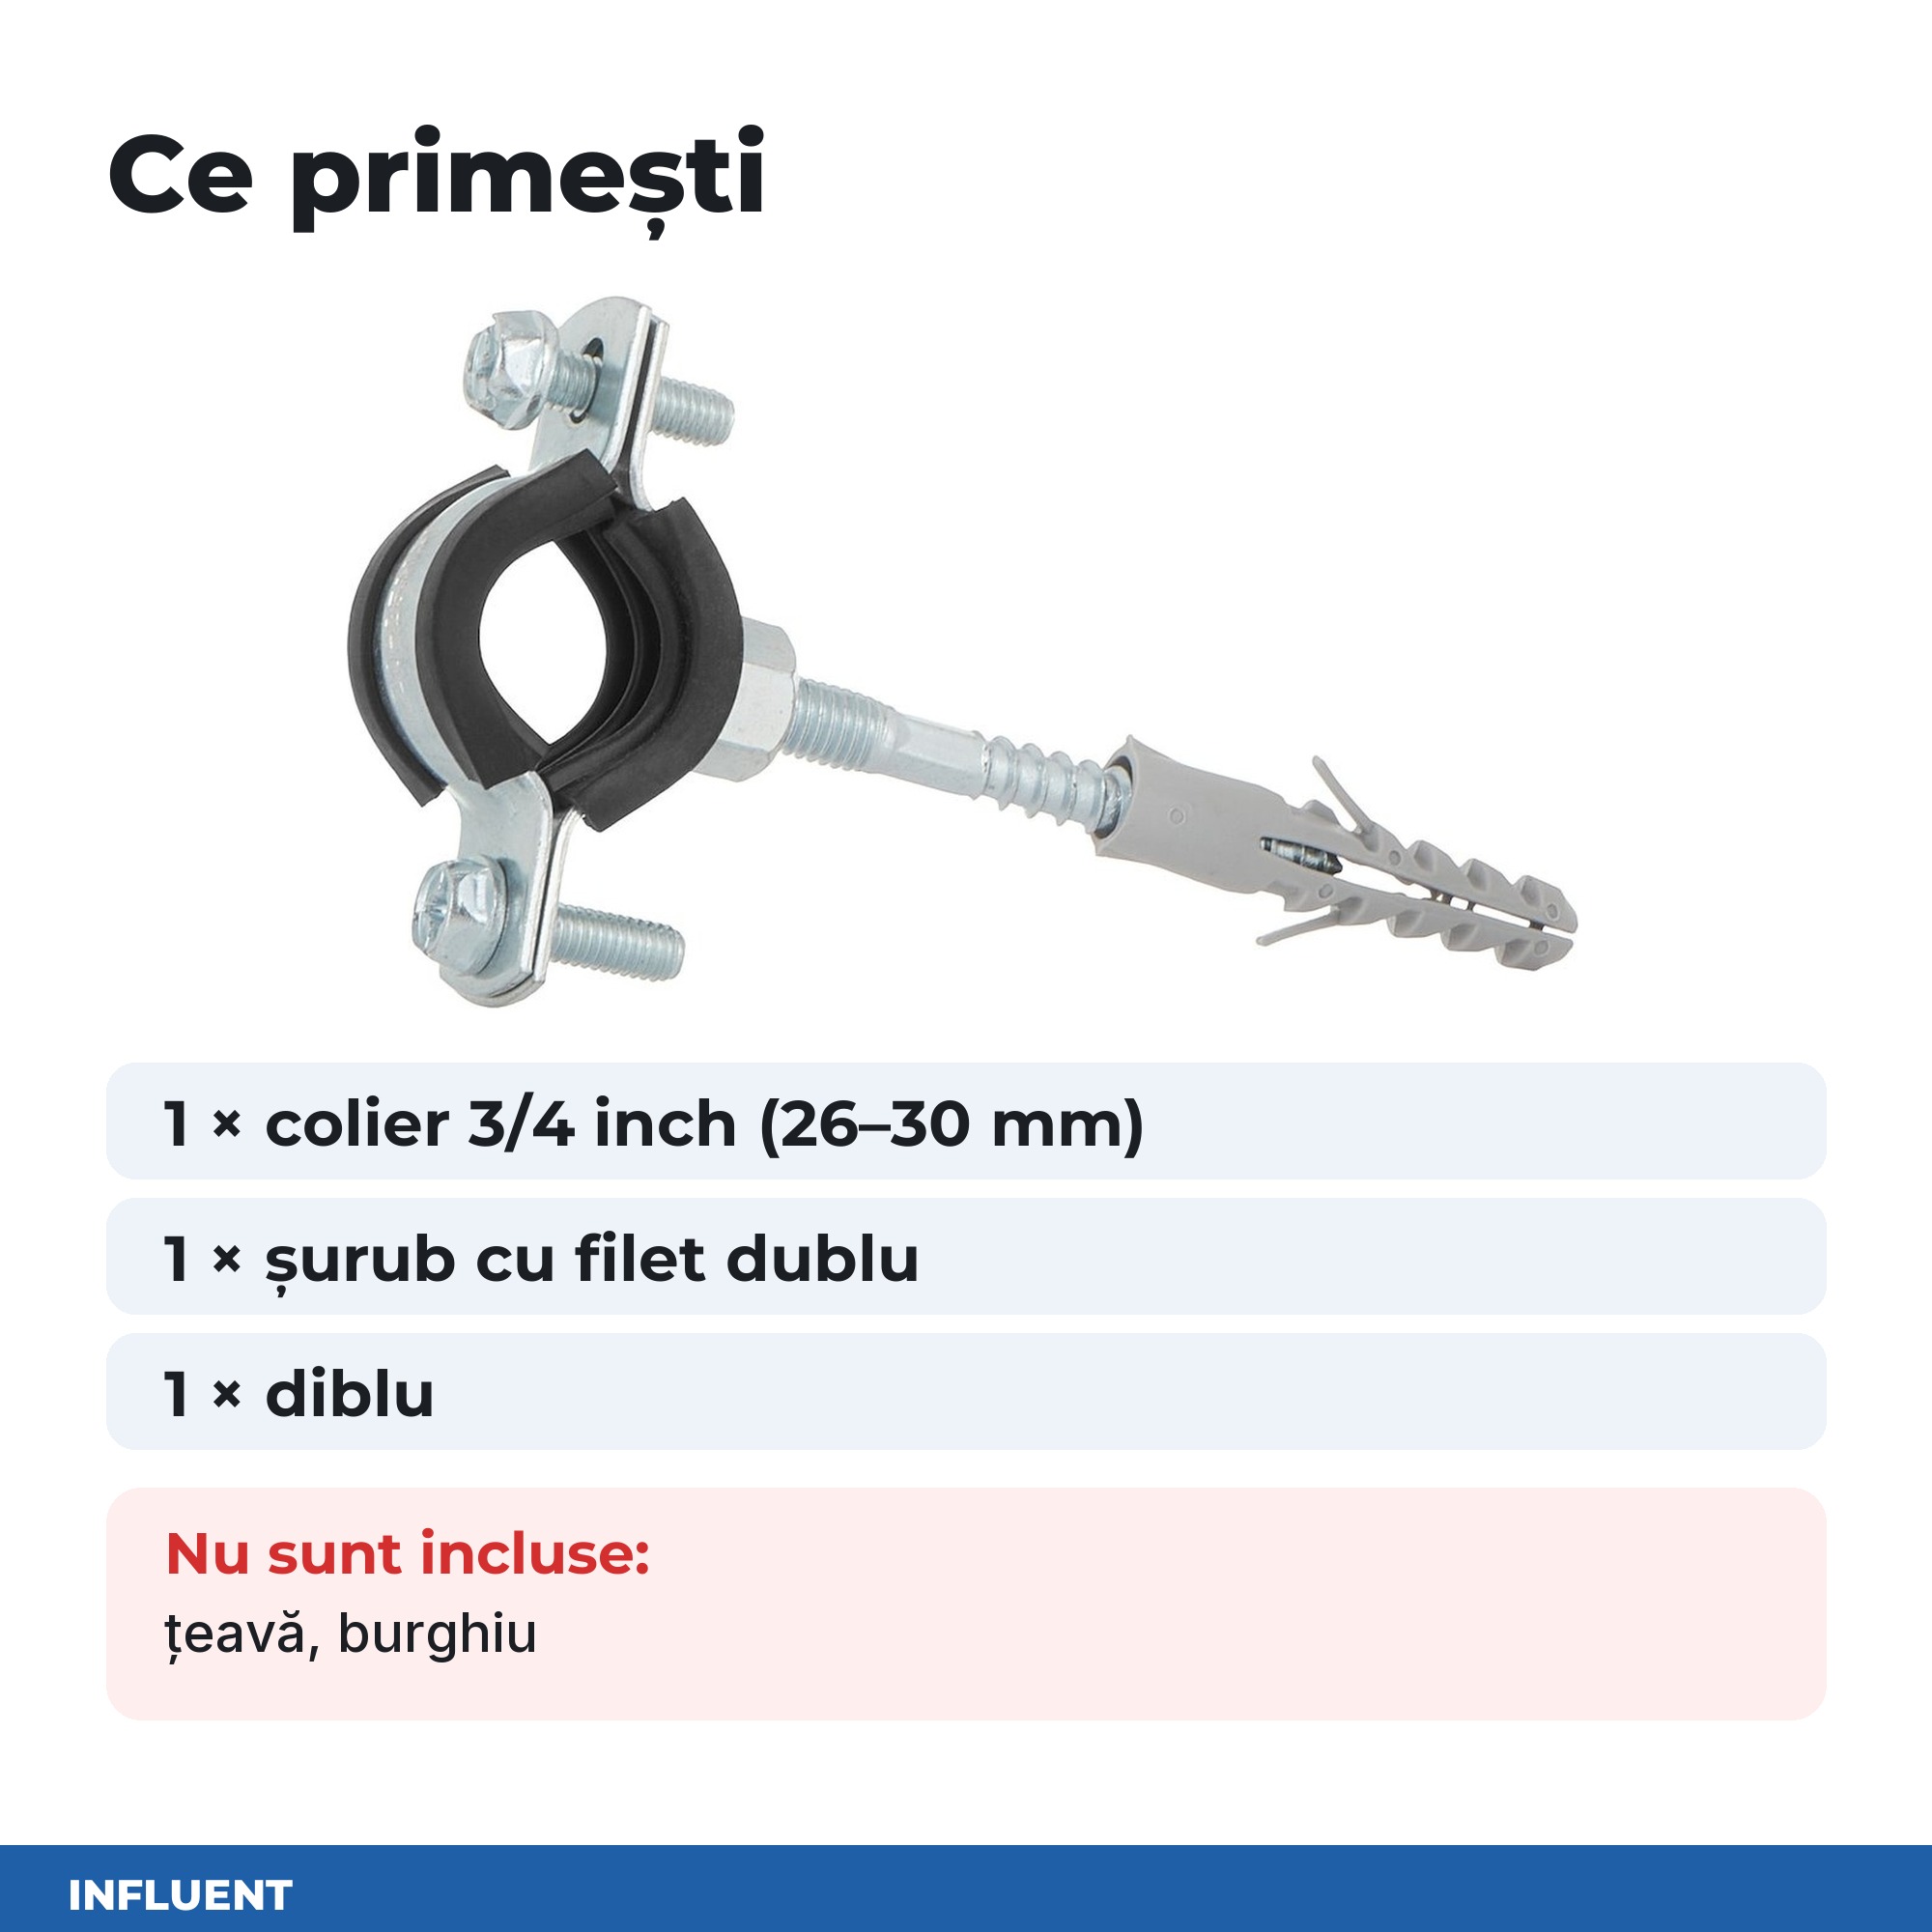 Ce primești
1 × colier 3/4 inch (26–30 mm)
1 × șurub cu filet dublu
1 × diblu
Nu sunt incluse:
țeavă, burghiu
INFLUENT